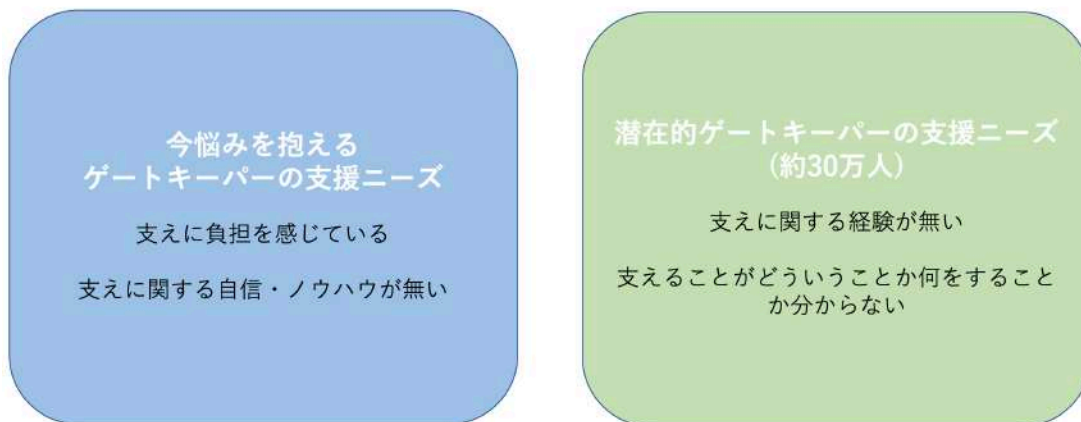 今悩みを抱える
ゲートキーパーの支援ニーズ
支えに負担を感じている
支えに関する自信・ノウハウが無い
潜在的ゲートキーパーの支援ニーズ
(約30万人)
支えに関する経験が無い
支えることがどういうことか何をすること
か分からない